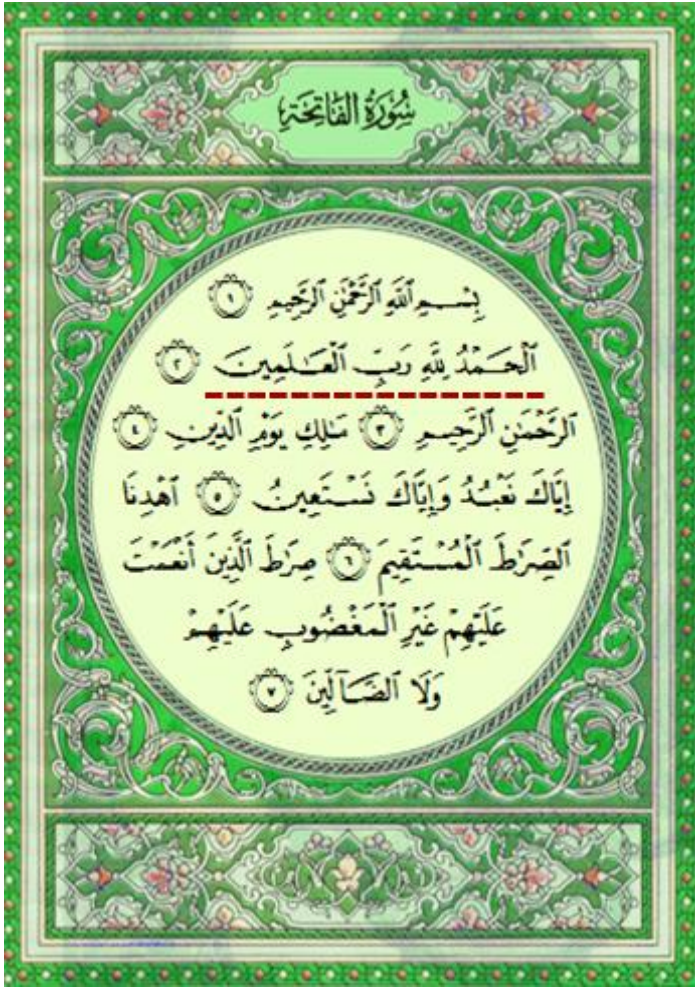 سُورَةُ الفَاتِحَةِ
بِسْمِ ٱللَّهِ ٱلرَّحْمَٰنِ ٱلرَّحِيمِ ١
ٱلْحَمْدُ لِلَّهِ رَبِّ ٱلْعَٰلَمِينَ ٢
ٱلرَّحْمَٰنِ ٱلرَّحِيمِ ٣ مَٰلِكِ يَوْمِ ٱلدِّينِ ٤
إِيَّاكَ نَعْبُدُ وَإِيَّاكَ نَسْتَعِينُ ٥ ٱهْدِنَا
ٱلصِّرَٰطَ ٱلْمُسْتَقِيمَ ٦ صِرَٰطَ ٱلَّذِينَ أَنْعَمْتَ
عَلَيْهِمْ غَيْرِ ٱلْمَغْضُوبِ عَلَيْهِمْ
وَلَا ٱلضَّآلِّينَ ٧